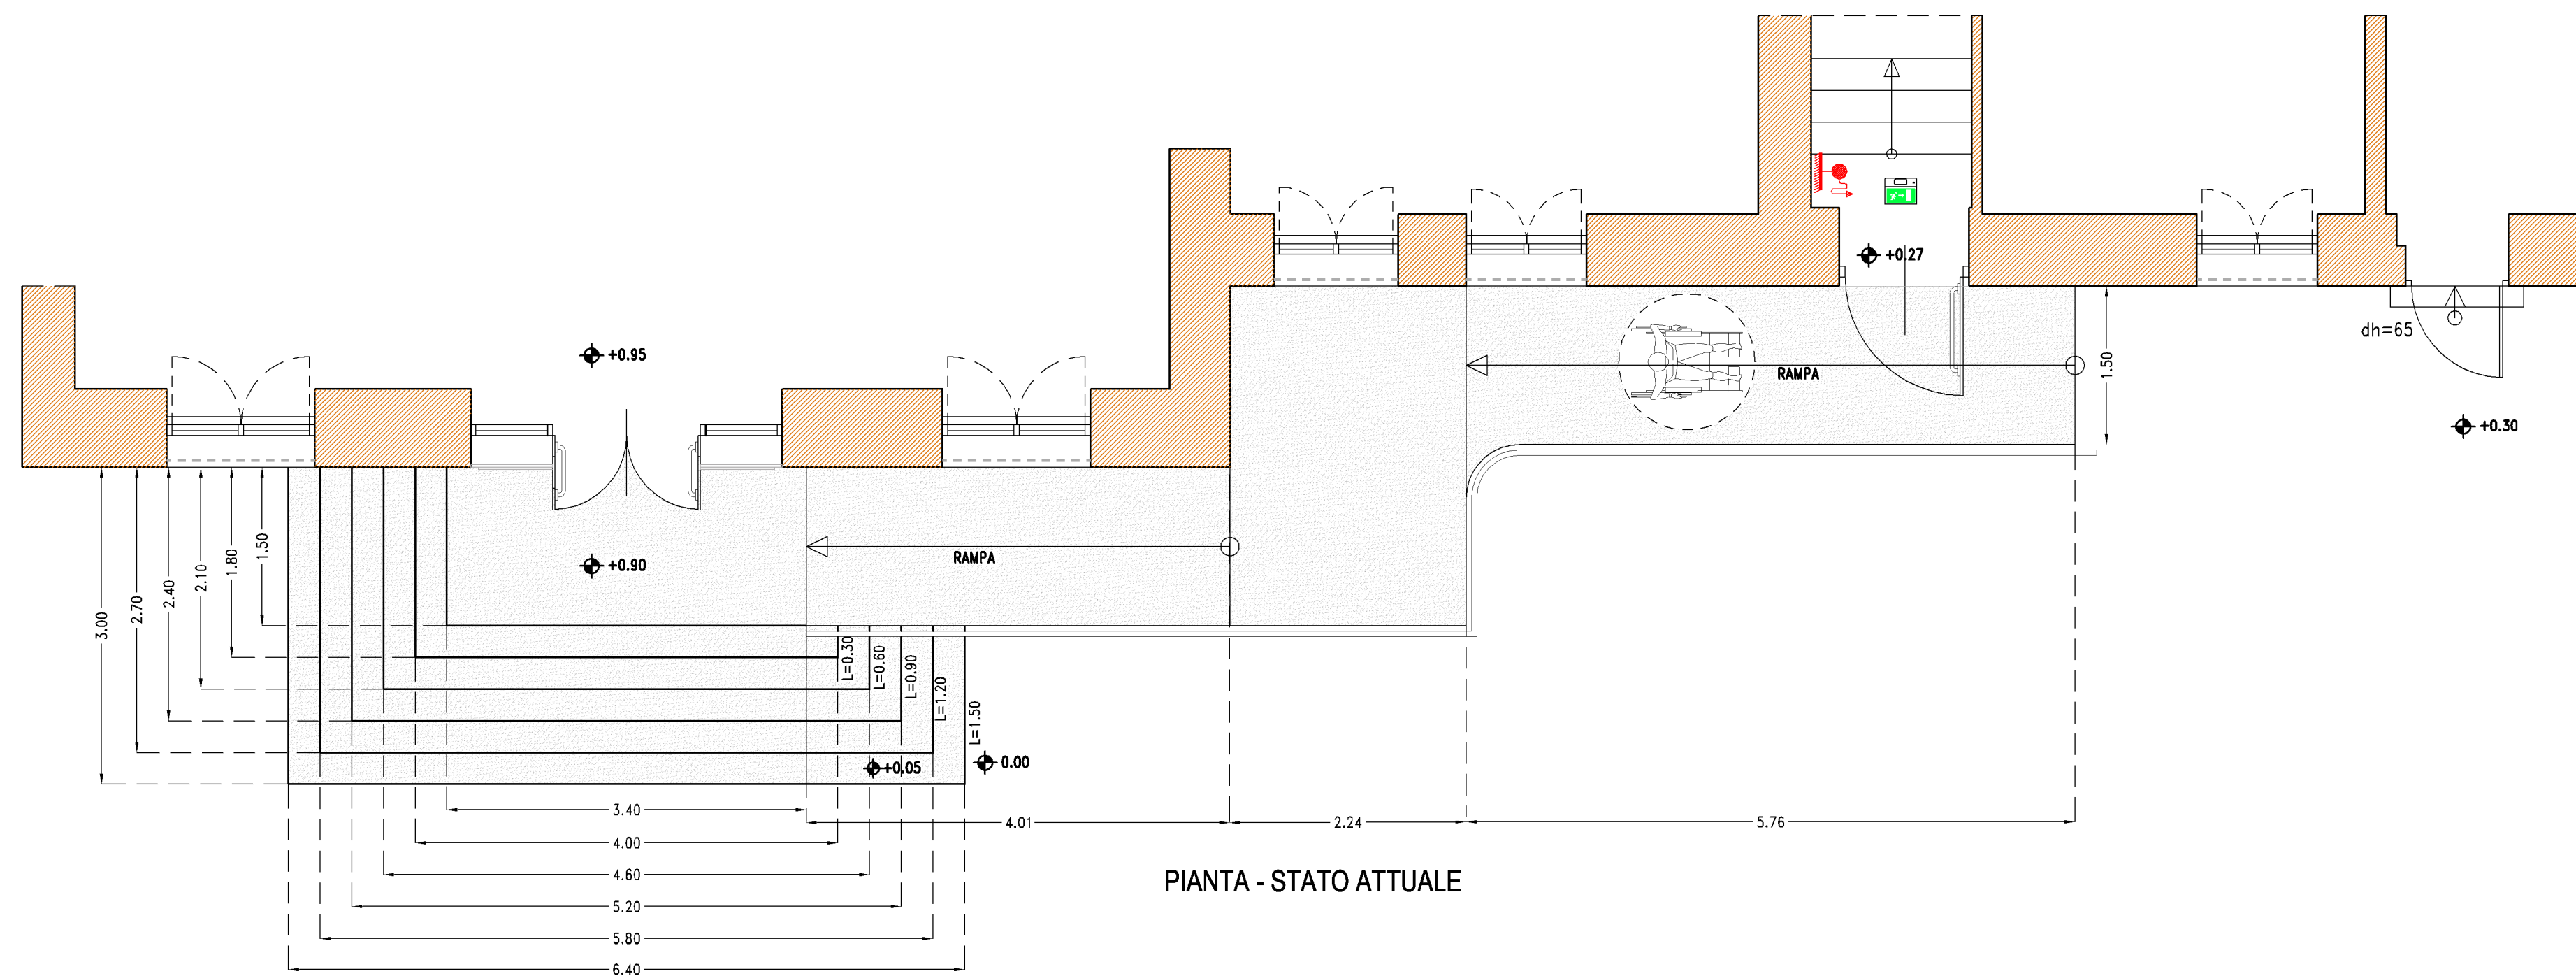 +0.27
dh=65
+0.95
1.50
RAMPA
+0.30
3.00
2.70
2.40
2.10
1.80
1.50
+0.90
RAMPA
L=0.30
L=0.60
L=0.90
L=1.20
L=1.50
+0.05
0.00
3.40
4.01
2.24
5.76
4.00
4.60
5.20
5.80
6.40
PIANTA - STATO ATTUALE